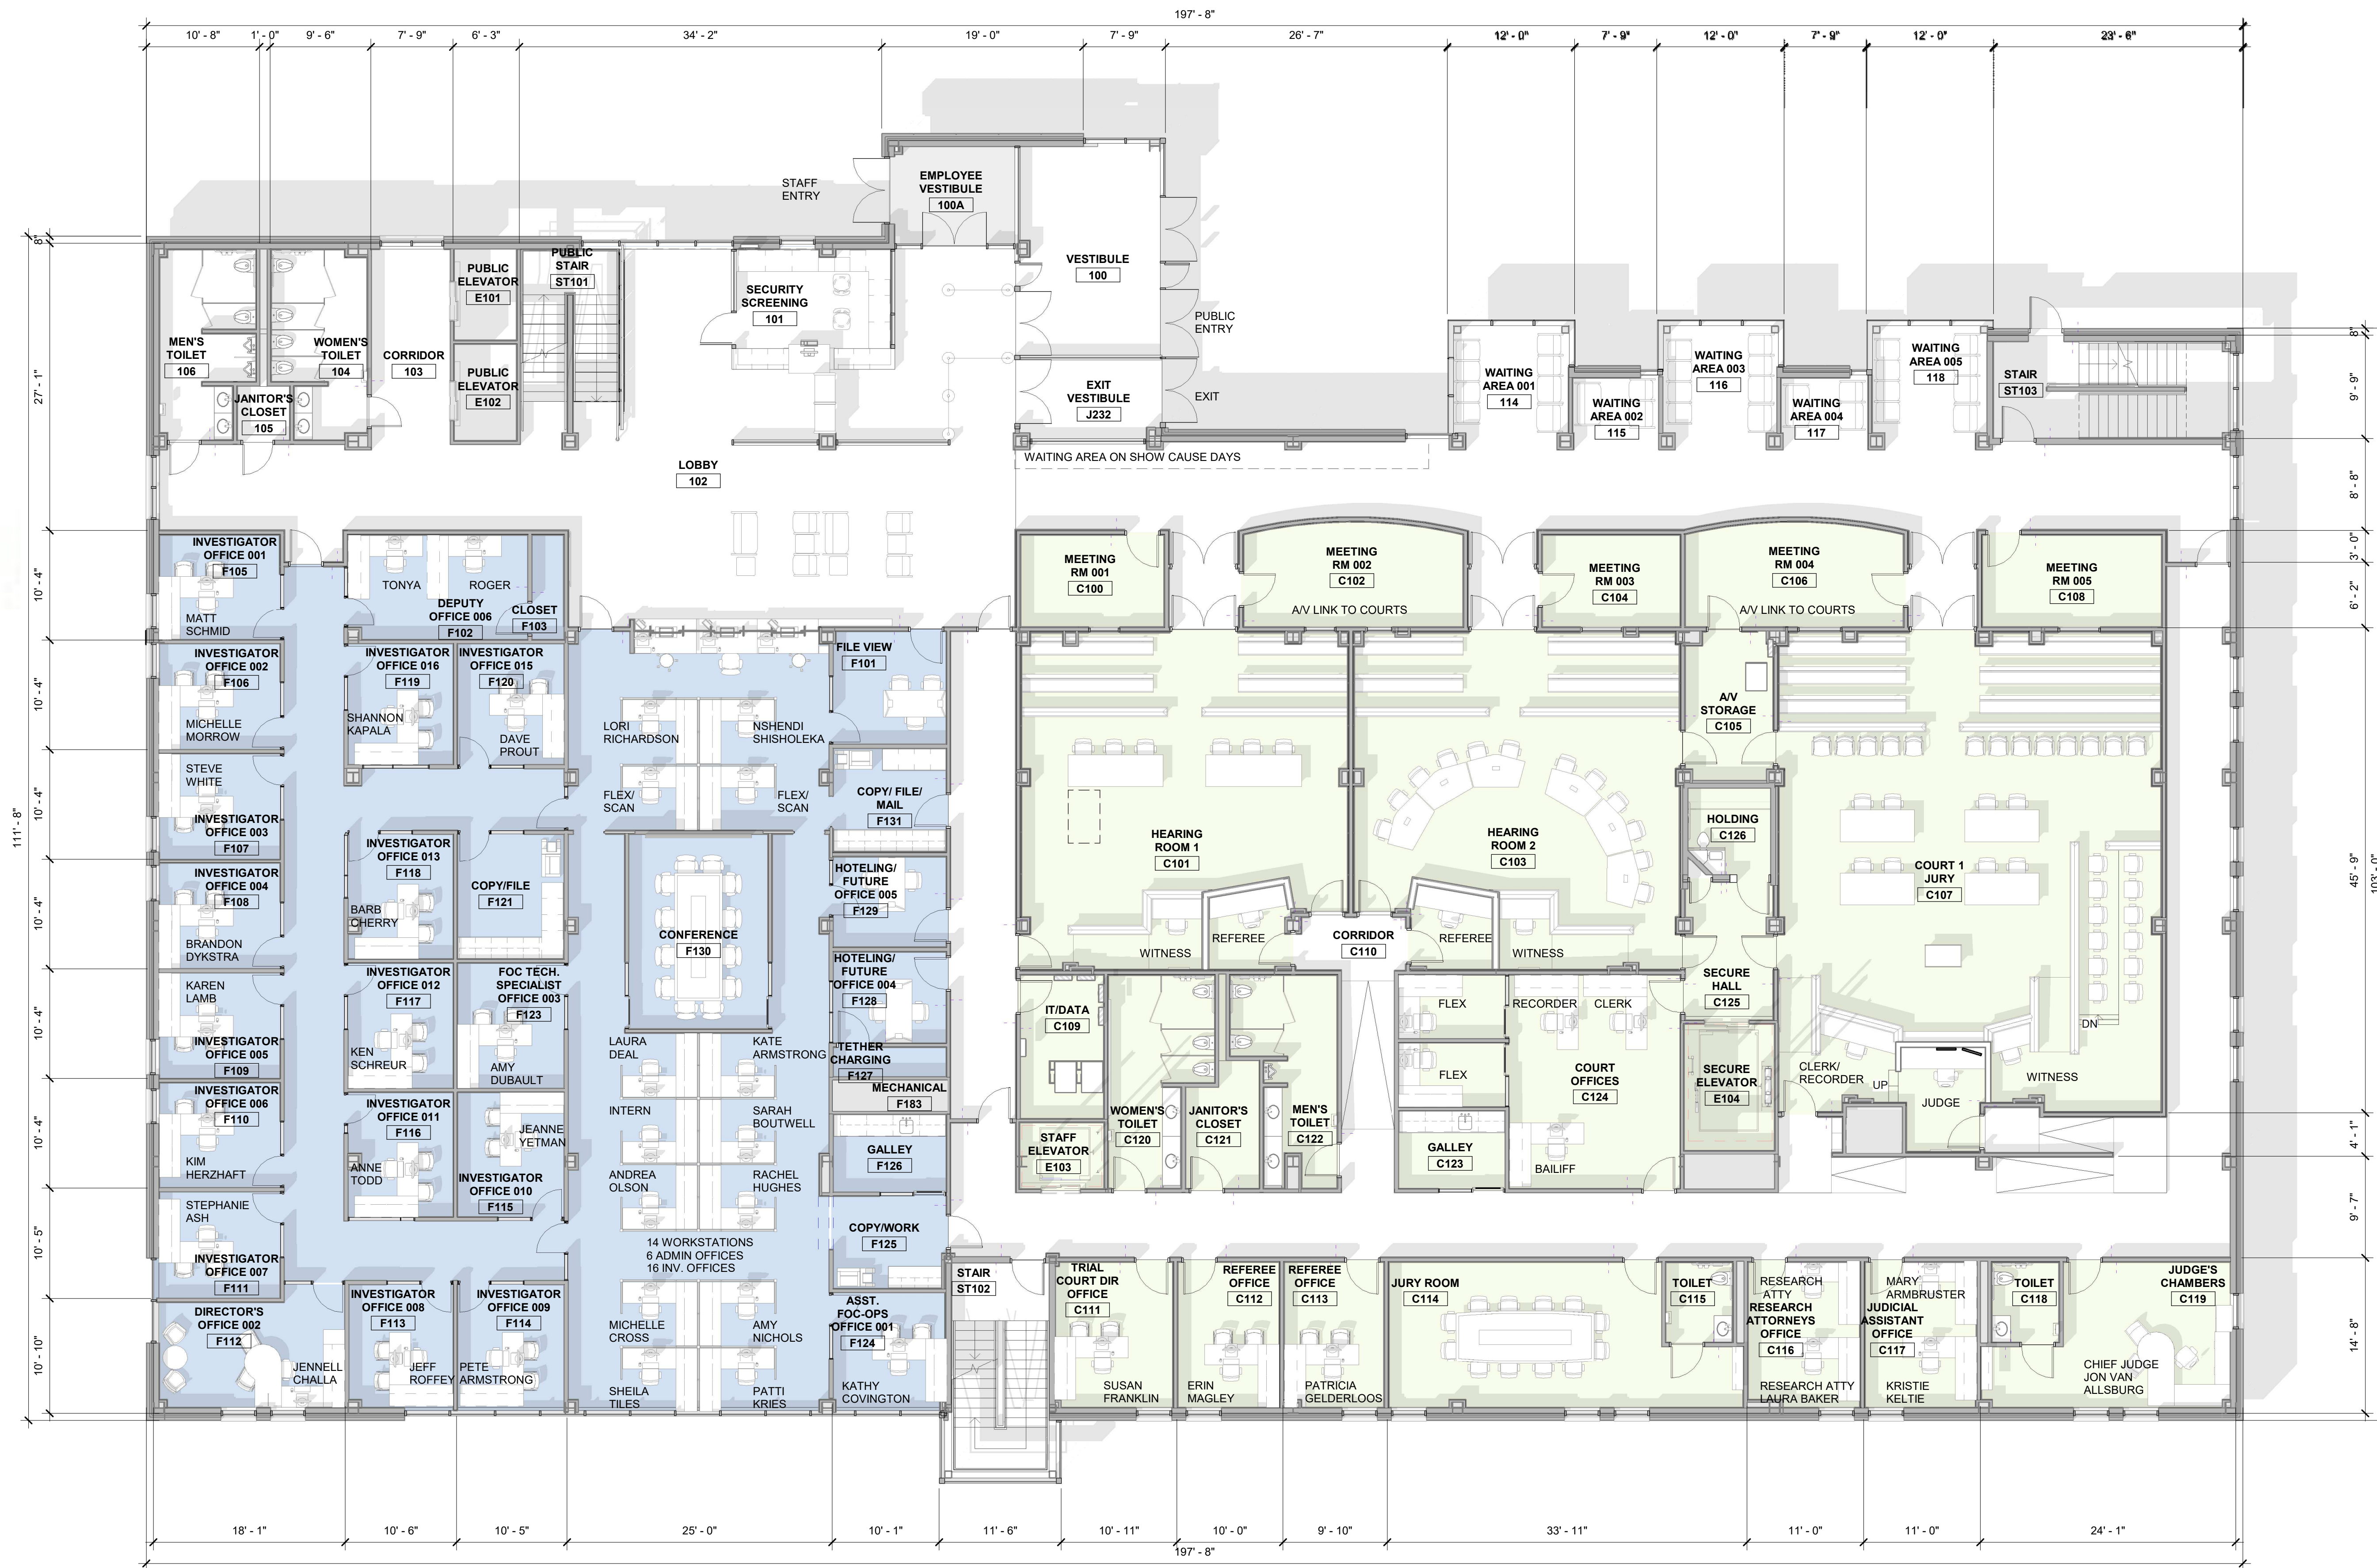 197' - 8"
10' - 8"
1' - 0"
9' - 6"
7' - 9"
6' - 3"
34' - 2"
19' - 0"
7' - 9"
26' - 7"
12' - 0"
7' - 9"
12' - 0"
7' - 9"
12' - 0"
23' - 6"
STAFF
ENTRY
EMPLOYEE
VESTIBULE
100A
VESTIBULE
100
PUBLIC
ENTRY
EXIT
VESTIBULE
J232
EXIT
8"
27' - 1"
111' - 8"
MEN'S
TOILET
106
WOMEN'S
TOILET
104
JANITOR'S
CLOSET
105
CORRIDOR
103
PUBLIC
ELEVATOR
E101
PUBLIC
ELEVATOR
E102
PUBLIC
STAIR
ST101
SECURITY
SCREENING
101
LOBBY
102
WAITING AREA ON SHOW CAUSE DAYS
WAITING
AREA 001
114
WAITING
AREA 002
115
WAITING
AREA 003
116
WAITING
AREA 004
117
WAITING
AREA 005
118
STAIR
ST103
8"
9' - 9"
8' - 8"
3' - 0"
6' - 2"
45' - 9"
103' - 0"
4' - 1"
9' - 7"
14' - 8"
10' - 4"
10' - 4"
10' - 4"
10' - 4"
10' - 4"
10' - 4"
10' - 5"
10' - 10"
INVESTIGATOR
OFFICE 001
F105
MATT
SCHMID
INVESTIGATOR
OFFICE 002
F106
MICHELLE
MORROW
STEVE
WHITE
INVESTIGATOR
OFFICE 003
F107
INVESTIGATOR
OFFICE 004
F108
BRANDON
DYKSTRA
KAREN
LAMB
INVESTIGATOR
OFFICE 005
F109
INVESTIGATOR
OFFICE 006
F110
KIM
HERZHAFT
STEPHANIE
ASH
INVESTIGATOR
OFFICE 007
F111
DIRECTOR'S
OFFICE 002
F112
JENNELL
CHALLA
TONYA
ROGER
DEPUTY
OFFICE 006
F102
CLOSET
F103
INVESTIGATOR
OFFICE 016
F119
SHANNON
KAPALA
INVESTIGATOR
OFFICE 015
F120
DAVE
PROUT
INVESTIGATOR
OFFICE 013
F118
BARB
CHERRY
COPY/FILE
F121
INVESTIGATOR
OFFICE 012
F117
KEN
SCHREUR
FOC TECH.
SPECIALIST
OFFICE 003
F123
AMY
DUBAULT
INVESTIGATOR
OFFICE 011
F116
ANNE
TODD
JEANNE
YETMAN
INVESTIGATOR
OFFICE 010
F115
INVESTIGATOR
OFFICE 008
F113
JEFF
ROFFEY
INVESTIGATOR
OFFICE 009
F114
PETE
ARMSTRONG
LORI
RICHARDSON
NSHENDI
SHISHOLEKA
FLEX/
SCAN
FLEX/
SCAN
CONFERENCE
F130
LAURA
DEAL
KATE
ARMSTRONG
INTERN
SARAH
BOUTWELL
ANDREA
OLSON
RACHEL
HUGHES
14 WORKSTATIONS
6 ADMIN OFFICES
16 INV. OFFICES
MICHELLE
CROSS
AMY
NICHOLS
SHEILA
TILES
PATTI
KRIES
FILE VIEW
F101
COPY/ FILE/
MAIL
F131
HOTELING/
FUTURE
OFFICE 005
F129
HOTELING/
FUTURE
OFFICE 004
F128
TETHER
CHARGING
F127
MECHANICAL
F183
GALLEY
F126
COPY/WORK
F125
ASST.
FOC-OPS
OFFICE 001
F124
KATHY
COVINGTON
MEETING
RM 001
C100
MEETING
RM 002
C102
A/V LINK TO COURTS
MEETING
RM 003
C104
MEETING
RM 004
C106
A/V LINK TO COURTS
MEETING
RM 005
C108
HEARING
ROOM 1
C101
HEARING
ROOM 2
C103
A/V
STORAGE
C105
HOLDING
C126
COURT 1
JURY
C107
WITNESS
REFEREE
CORRIDOR
C110
REFEREE
WITNESS
SECURE
HALL
C125
DN
IT/DATA
C109
STAFF
ELEVATOR
E103
WOMEN'S
TOILET
C120
JANITOR'S
CLOSET
C121
MEN'S
TOILET
C122
FLEX
FLEX
RECORDER
CLERK
COURT
OFFICES
C124
GALLEY
C123
BAILIFF
SECURE
ELEVATOR
E104
CLERK/
RECORDER
UP
JUDGE
WITNESS
STAIR
ST102
TRIAL
COURT DIR
OFFICE
C111
SUSAN
FRANKLIN
REFEREE
OFFICE
C112
ERIN
MAGLEY
REFEREE
OFFICE
C113
PATRICIA
GELDERLOOS
JURY ROOM
C114
TOILET
C115
RESEARCH
ATTY
RESEARCH
ATTORNEYS
OFFICE
C116
RESEARCH ATTY
LAURA BAKER
MARY
ARMBRUSTER
JUDICIAL
ASSISTANT
OFFICE
C117
KRISTIE
KELTIE
TOILET
C118
JUDGE'S
CHAMBERS
C119
CHIEF JUDGE
JON VAN
ALLSBURG
18' - 1"
10' - 6"
10' - 5"
25' - 0"
10' - 1"
11' - 6"
10' - 11"
10' - 0"
9' - 10"
33' - 11"
11' - 0"
11' - 0"
24' - 1"
197' - 8"